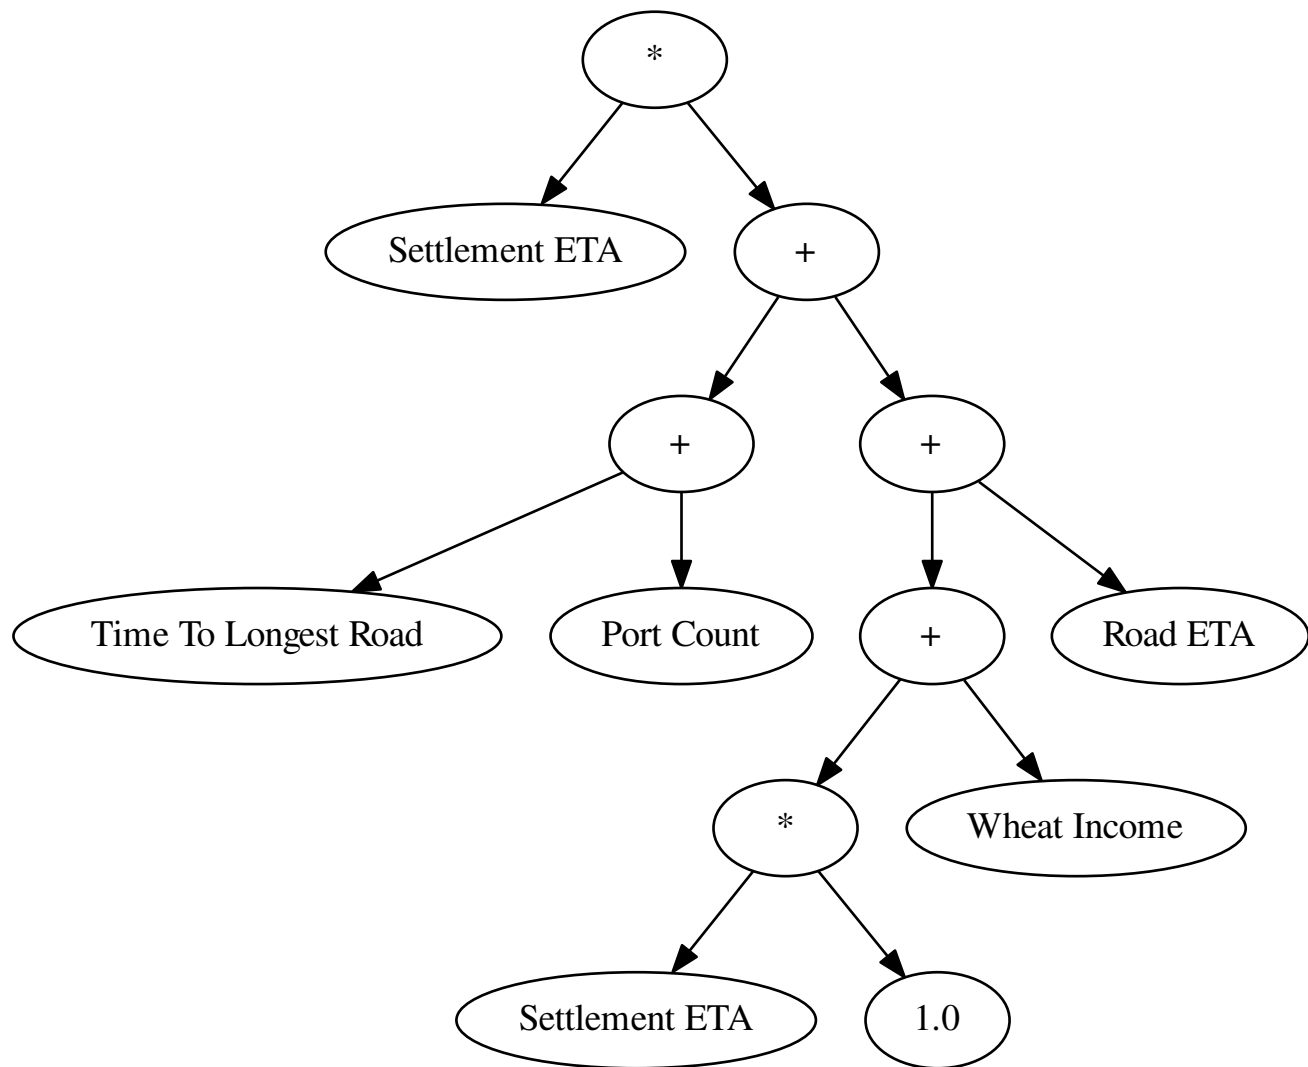 *
Settlement ETA
+
+
+
Time To Longest Road
Port Count
+
Road ETA
*
Wheat Income
Settlement ETA
1.0